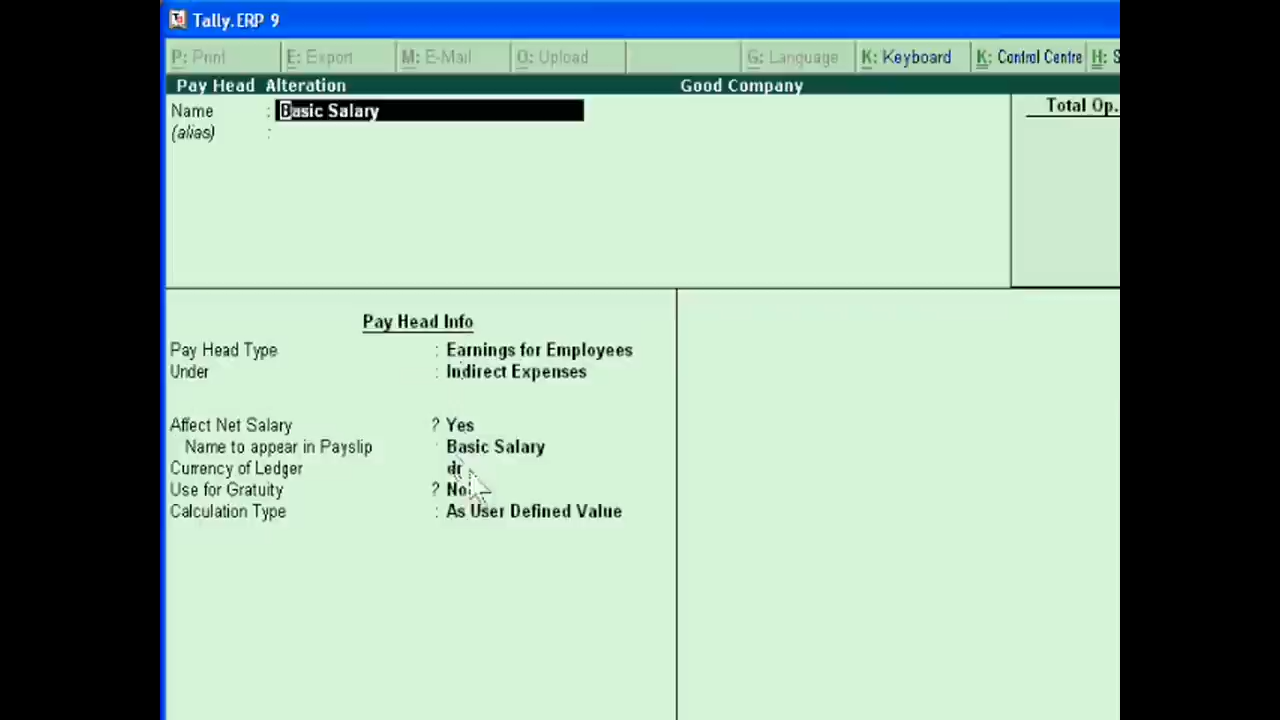 Tally.ERP 9
P: Print E: Export M: E-Mail O: Upload G: Language K: Keyboard K: Control Centre H: S
Pay Head Alteration Good Company
Name : Basic Salary
(alias) :
Total Op.
Pay Head Info
Pay Head Type : Earnings for Employees
Under : Indirect Expenses
Affect Net Salary ? Yes
Name to appear in Payslip : Basic Salary
Currency of Ledger dr
Use for Gratuity ? No
Calculation Type : As User Defined Value